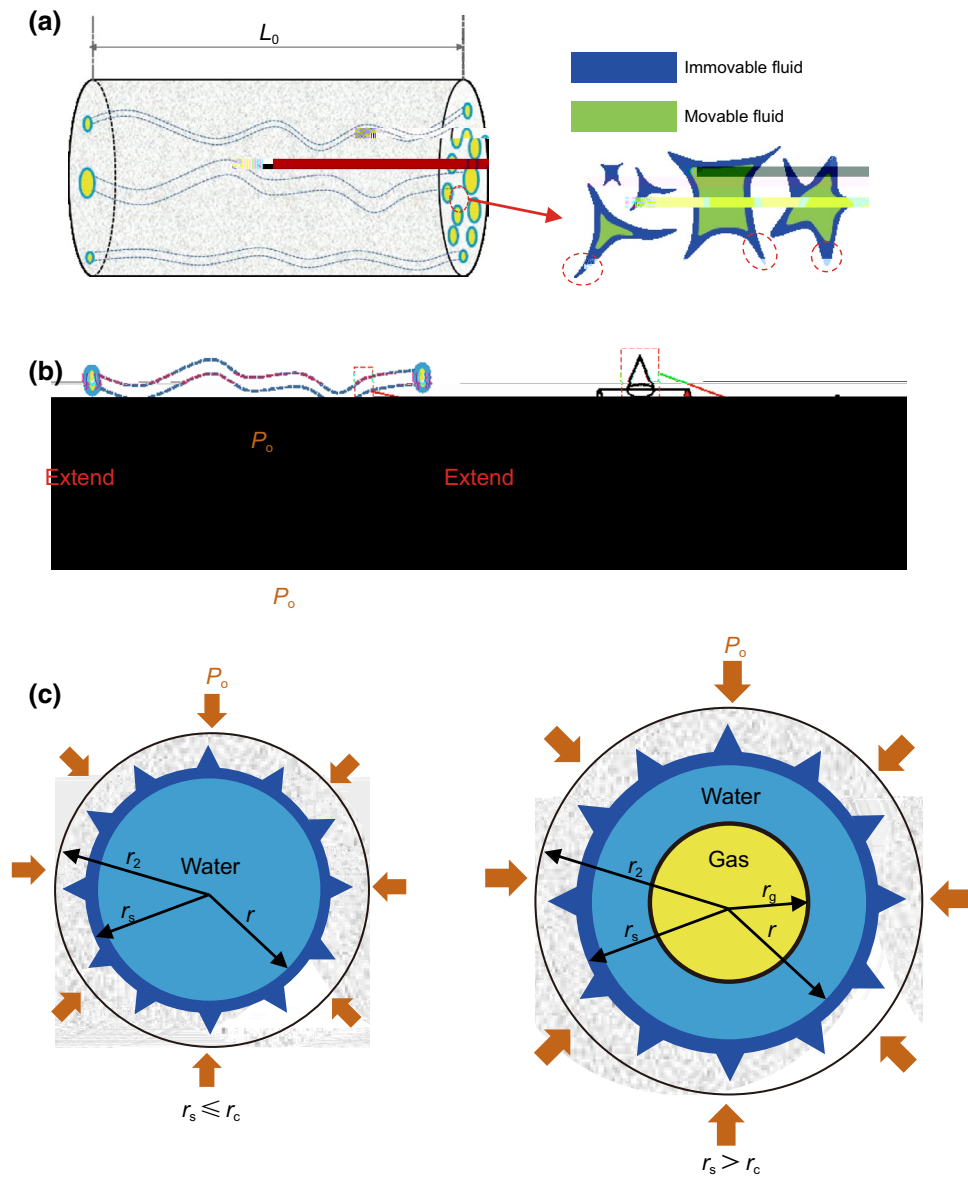 (a)
L0
Immovable fluid
Movable fluid
(b)
Po
Extend
Extend
Po
(c)
Po
r2
Water
rs
r
rs ≤ rc
Po
Water
Gas
r2
rg
rs
r
rs > rc